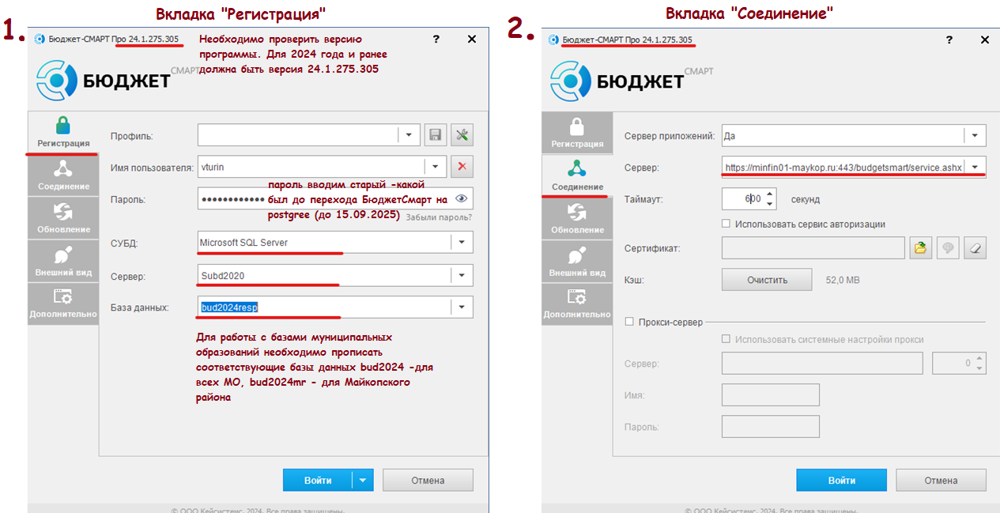 Вкладка "Регистрация"
1.
Бюджет-СМАРТ Про 24.1.275.305
Необходимо проверить версию
программы. Для 2024 года и ранее
должна быть версия 24.1.275.305
?
БЮДЖЕТ
СМАРТ
Регистрация
Соединение
Обновление
Внешний вид
Дополнительно
Профиль:
Имя пользователя:
vturin
Пароль:
пароль вводим старый -какой
был до перехода БюджетСмарт на
postgree (до 15.09.2025)
Забыли пароль?
СУБД:
Microsoft SQL Server
Сервер:
Subd2020
База данных:
bud2024resp
Для работы с базами муниципальных
образований необходимо прописать
соответствующие базы данных bud2024 -для
всех МО, bud2024mr - для Майкопского
района
Войти
Отмена
© ООО Кейсистемс, 2024. Все права защищены.
Вкладка "Соединение"
2.
Бюджет-СМАРТ Про 24.1.275.305
?
БЮДЖЕТ
СМАРТ
Регистрация
Соединение
Обновление
Внешний вид
Дополнительно
Сервер приложений:
Да
Сервер:
https://minfin01-maykop.ru:443/budgetsmart/service.ashx
Таймаут:
600
секунд
Использовать сервис авторизации
Сертификат:
Кэш:
Очистить
52,0 MB
Прокси-сервер
Использовать системные настройки прокси
Сервер:
0
Имя:
Пароль:
Войти
Отмена
© ООО Кейсистемс, 2024. Все права защищены.